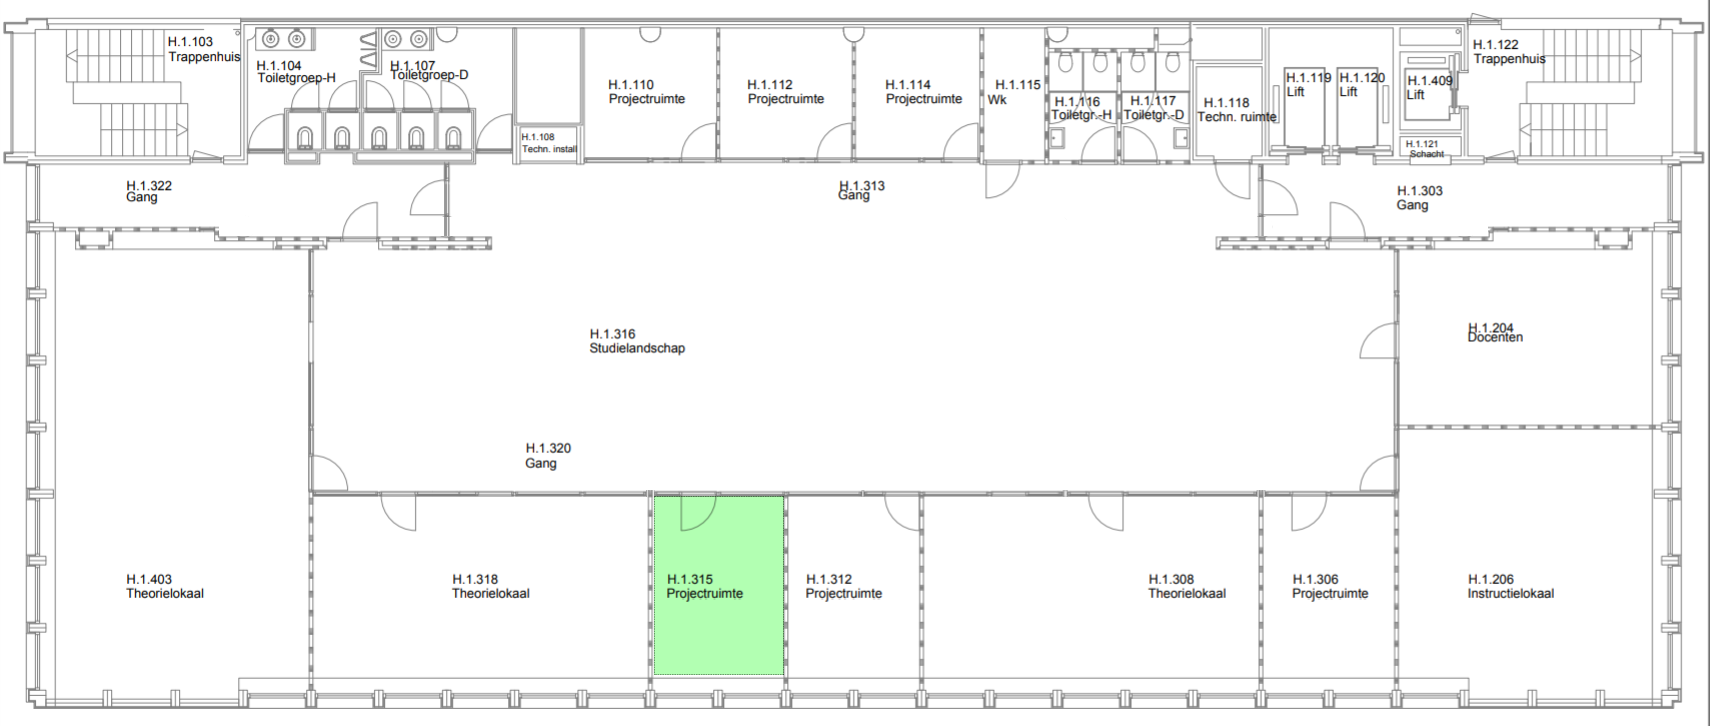 H.1.103
Trappenhuis
H.1.104
Toiletgroep-H
H.1.107
Toiletgroep-D
H.1.108
Techn. install
H.1.110
Projectruimte
H.1.112
Projectruimte
H.1.114
Projectruimte
H.1.115
Wk
H.1.116
Toiletgr.-H
H.1.117
Toiletgr.-D
H.1.118
Techn. ruimte
H.1.119
Lift
H.1.120
Lift
H.1.409
Lift
H.1.121
Schacht
H.1.122
Trappenhuis
H.1.322
Gang
H.1.313
Gang
H.1.303
Gang
H.1.316
Studielandschap
H.1.204
Docenten
H.1.320
Gang
H.1.403
Theorielokaal
H.1.318
Theorielokaal
H.1.315
Projectruimte
H.1.312
Projectruimte
H.1.308
Theorielokaal
H.1.306
Projectruimte
H.1.206
Instructielokaal